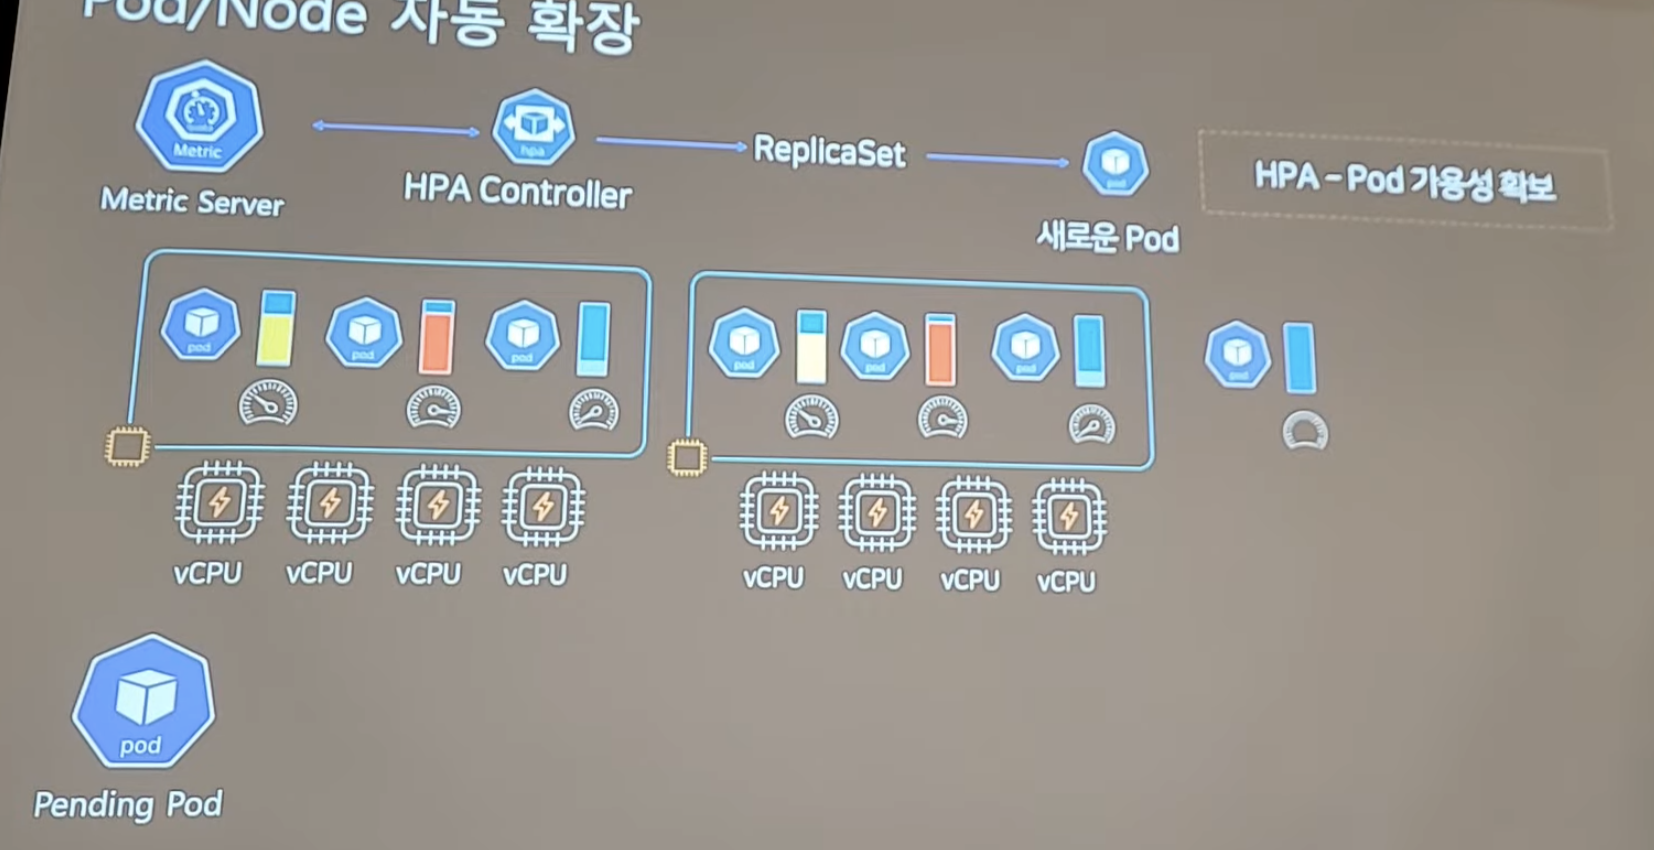 Pod/Node 자동 확장
Metric
hpa
pod
Metric Server
HPA Controller
ReplicaSet
새로운 Pod
HPA – Pod 가용성 확보
pod
pod
pod
pod
pod
pod
pod
vCPU
vCPU
vCPU
vCPU
vCPU
vCPU
vCPU
vCPU
pod
Pending Pod